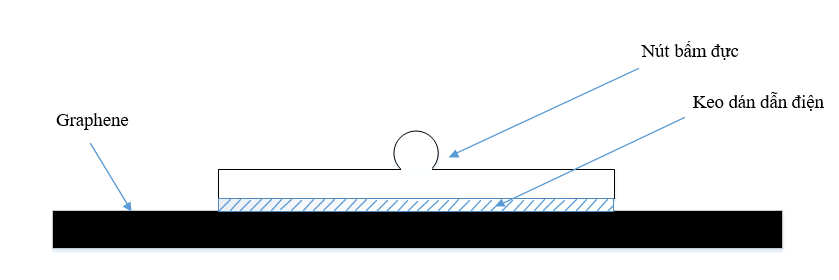 Nút bấm đực
Keo dán dẫn điện
Graphene